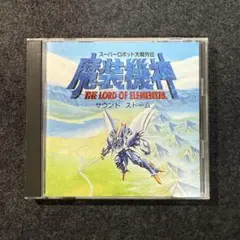 スーパーロボット大戦外伝
魔装機神
THE LORD OF ELEMENTAL
サウンド ストーム